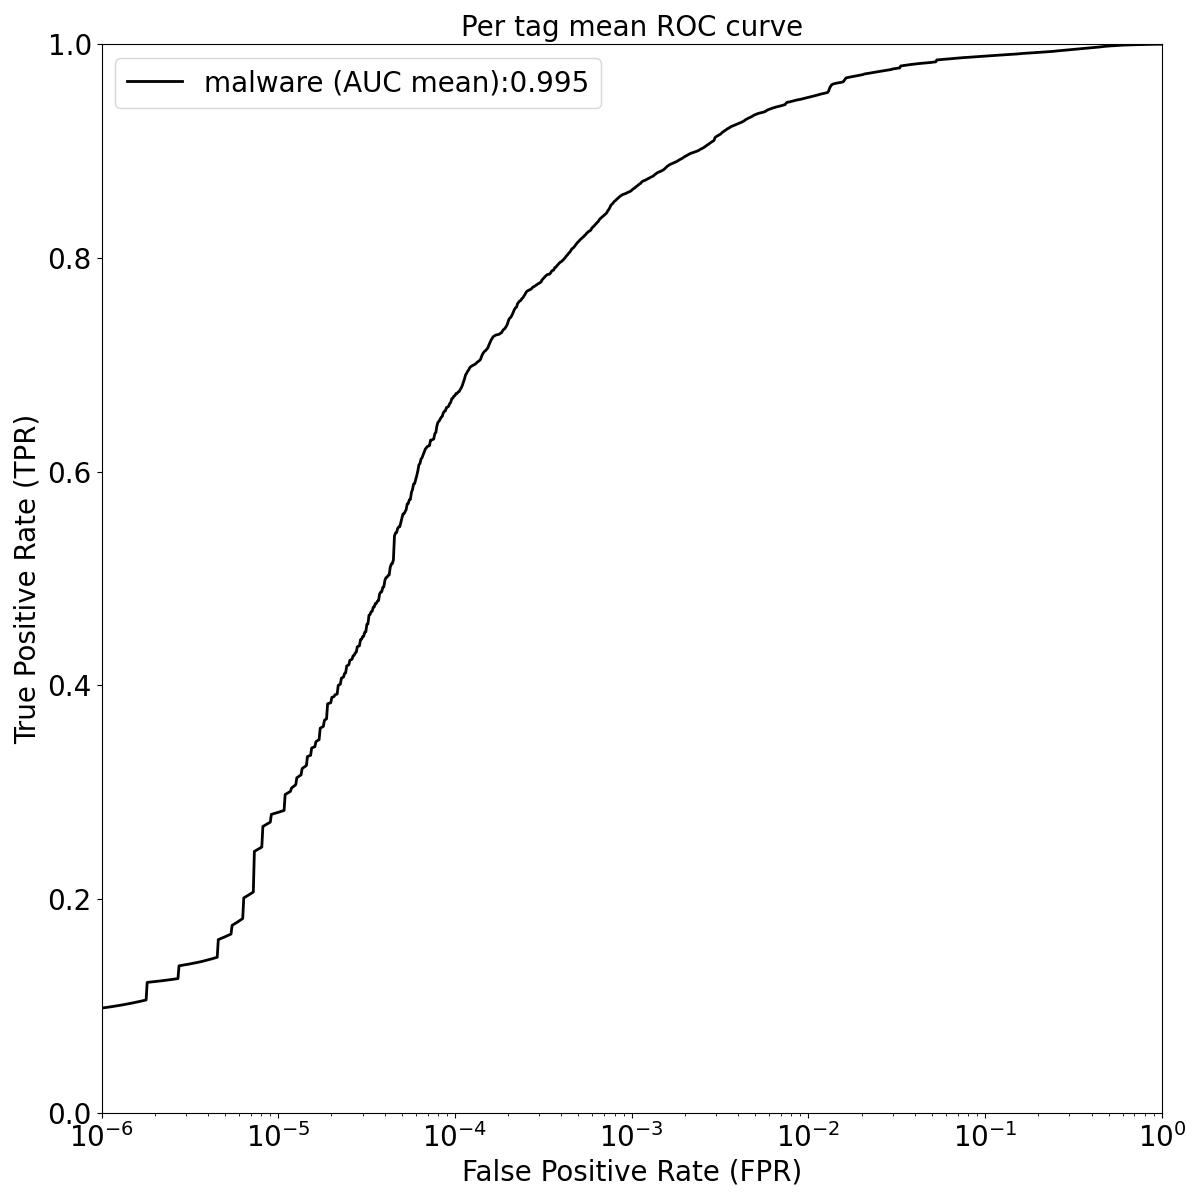 Per tag mean ROC curve
malware (AUC mean):0.995
True Positive Rate (TPR)
1.0
0.8
0.6
0.4
0.2
0.0
10⁻⁶ 10⁻⁵ 10⁻⁴ 10⁻³ 10⁻² 10⁻¹ 10⁰
False Positive Rate (FPR)